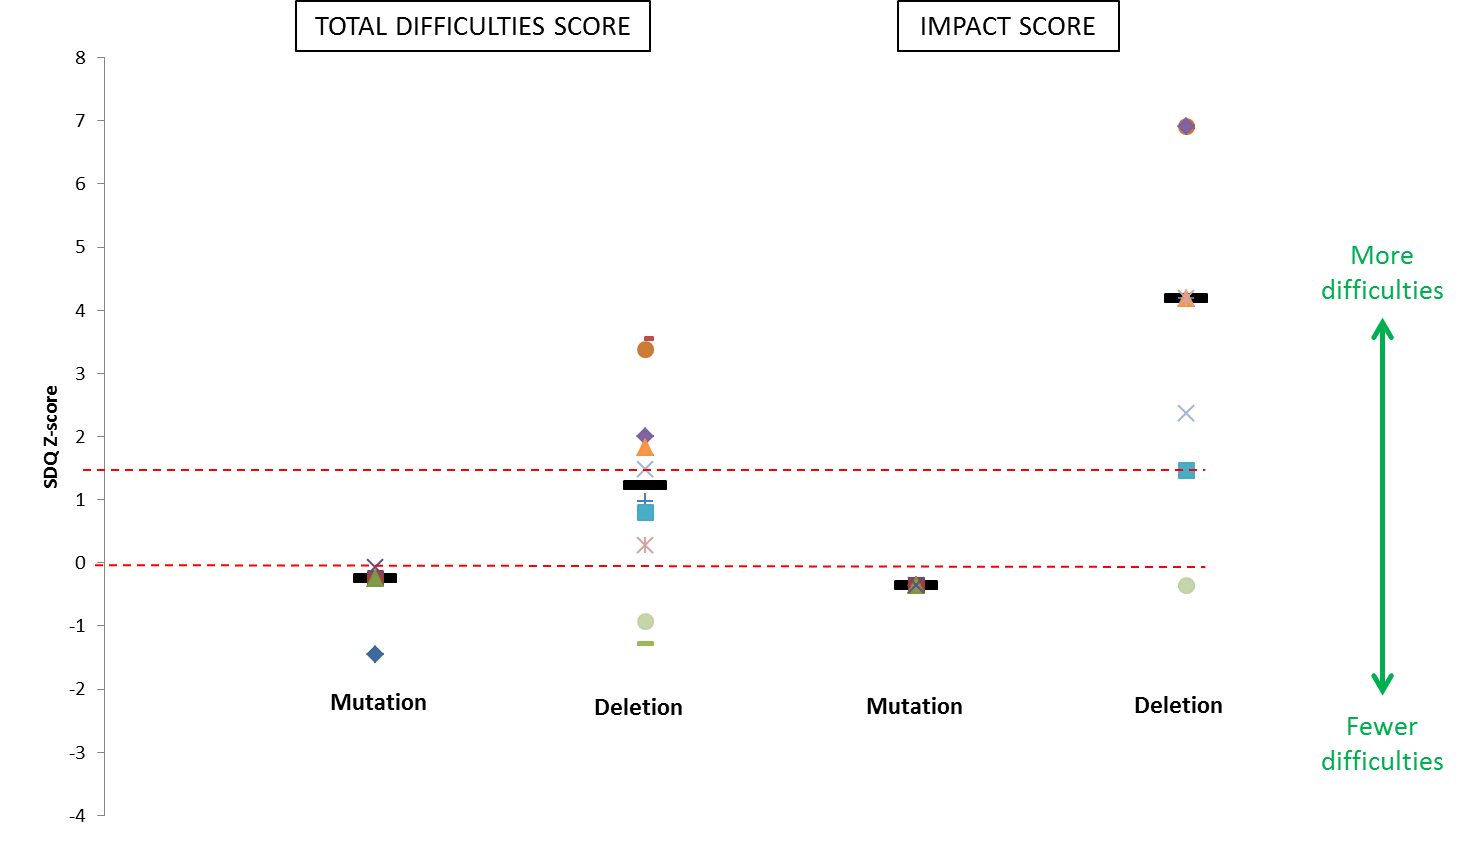 TOTAL DIFFICULTIES SCORE
IMPACT SCORE
8
7
6
5
4
3
2
1
0
-1
-2
-3
-4
SDQ Z-score
Mutation
Deletion
Mutation
Deletion
More
difficulties
Fewer
difficulties